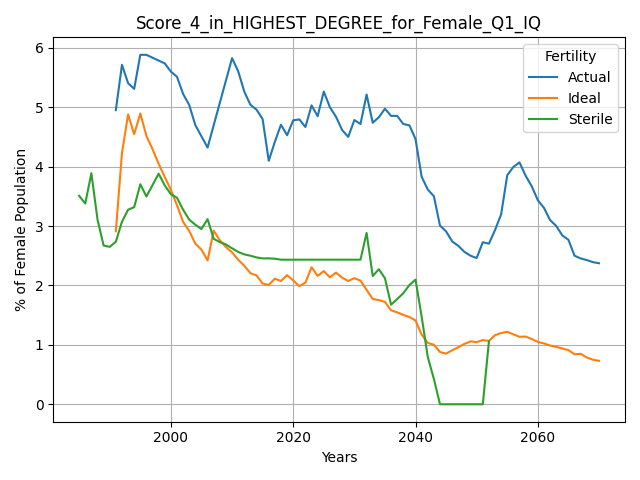 Score_4_in_HIGHEST_DEGREE_for_Female_Q1_IQ
% of Female Population
6
5
4
3
2
1
0
Fertility
Actual
Ideal
Sterile
2000
2020
2040
2060
Years